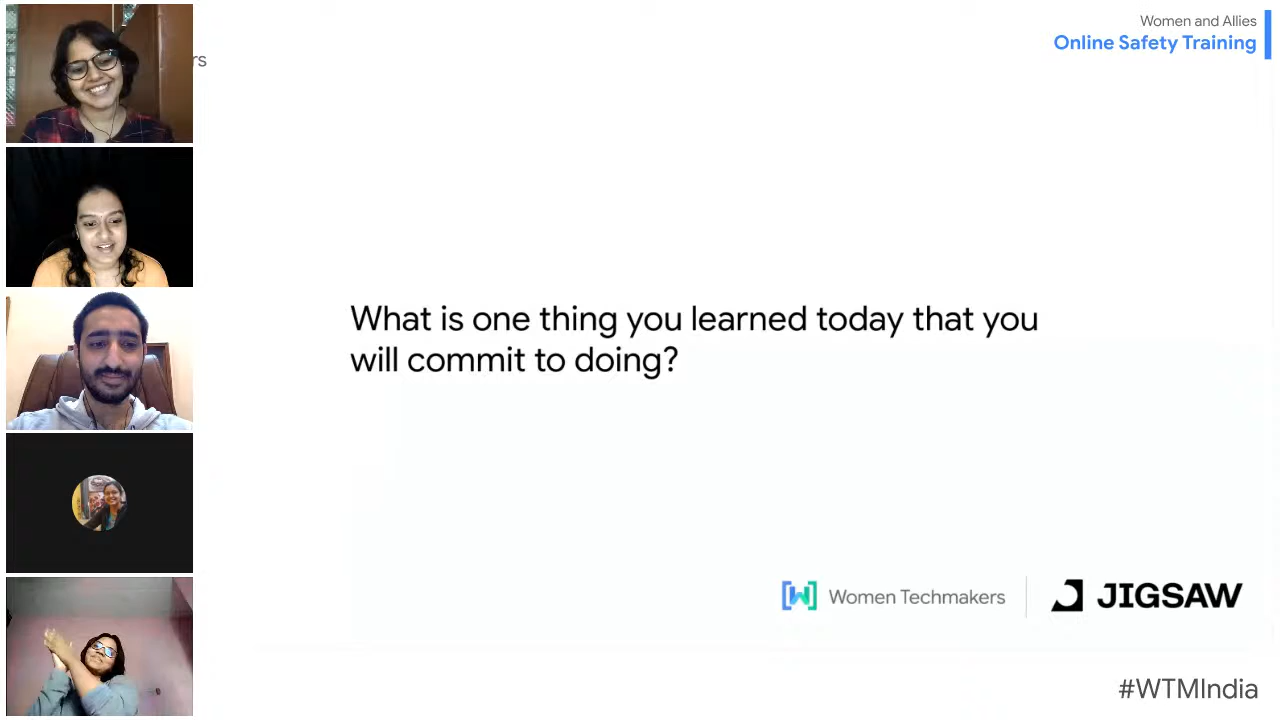 Women and Allies
Online Safety Training
rs
What is one thing you learned today that you
will commit to doing?
Women Techmakers
JIGSAW
#WTMIndia